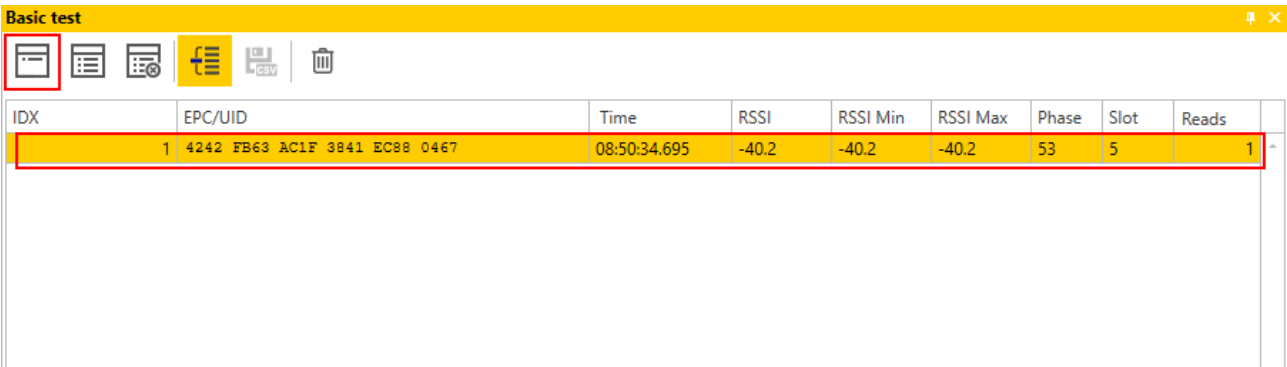 Basic test
CSV
IDX EPC/UID Time RSSI RSSI Min RSSI Max Phase Slot Reads
1 4242 FB63 AC1F 3841 EC88 0467 08:50:34.695 -40.2 -40.2 -40.2 53 5 1